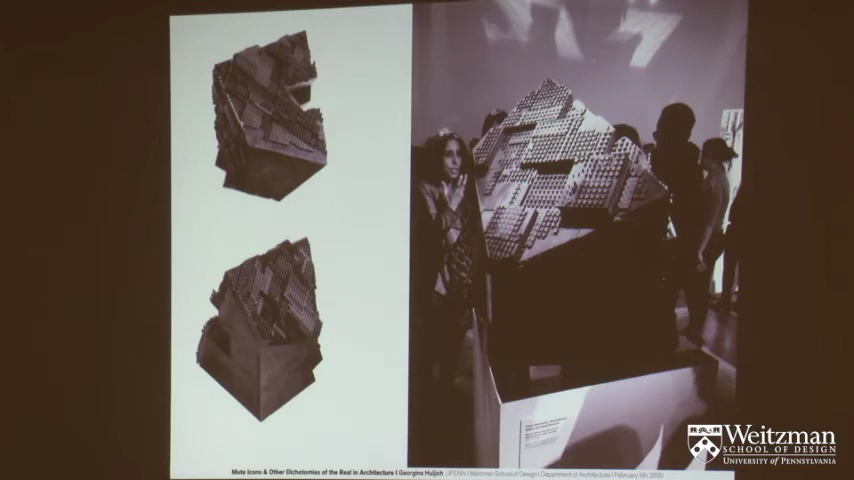 Mute Icons & Other Dichotomies of the Real in Architecture I Georgina Huljich UPENN I Weitzman School of Design I Department of Architecture I February 5th 2020
Weitzman
SCHOOL OF DESIGN
UNIVERSITY OF PENNSYLVANIA